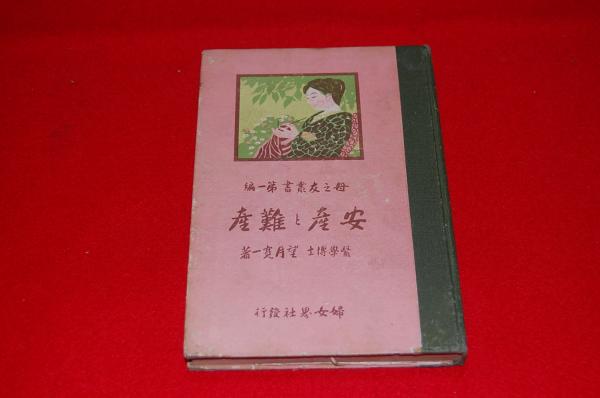 母之友叢書第一編
安産と難産
醫學博士 望月寛一著
婦女界社發行